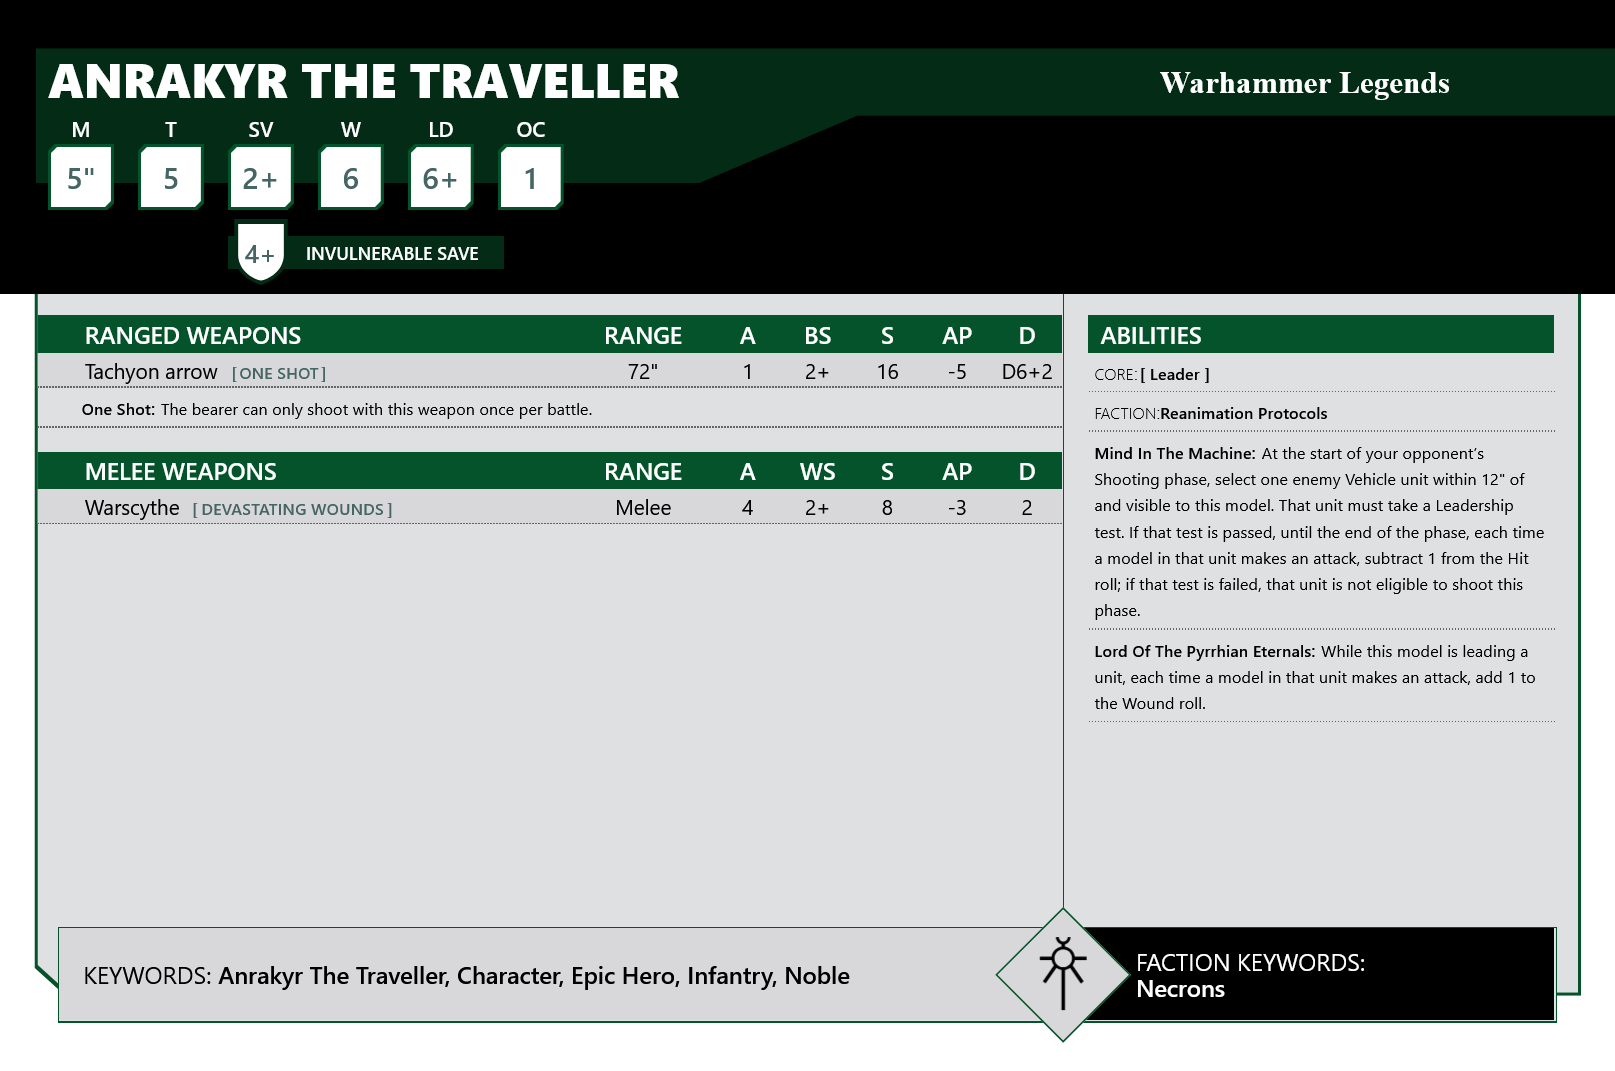 ANRAKYR THE TRAVELLER
Warhammer Legends
M T SV W LD OC
5" 5 2+ 6 6+ 1
4+ INVULNERABLE SAVE
RANGED WEAPONS RANGE A BS S AP D
Tachyon arrow [ONE SHOT] 72" 1 2+ 16 -5 D6+2
One Shot: The bearer can only shoot with this weapon once per battle.
MELEE WEAPONS RANGE A WS S AP D
Warscythe [DEVASTATING WOUNDS] Melee 4 2+ 8 -3 2
ABILITIES
CORE:[ Leader ]
FACTION:Reanimation Protocols
Mind In The Machine: At the start of your opponent’s
Shooting phase, select one enemy Vehicle unit within 12" of
and visible to this model. That unit must take a Leadership
test. If that test is passed, until the end of the phase, each time
a model in that unit makes an attack, subtract 1 from the Hit
roll; if that test is failed, that unit is not eligible to shoot this
phase.
Lord Of The Pyrrhian Eternals: While this model is leading a
unit, each time a model in that unit makes an attack, add 1 to
the Wound roll.
KEYWORDS: Anrakyr The Traveller, Character, Epic Hero, Infantry, Noble
FACTION KEYWORDS:
Necrons